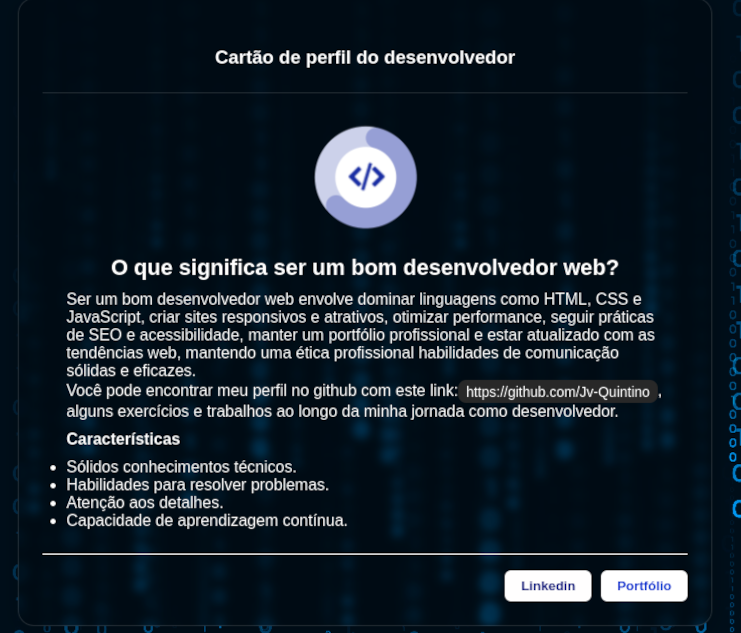 Cartão de perfil do desenvolvedor
</>
O que significa ser um bom desenvolvedor web?
Ser um bom desenvolvedor web envolve dominar linguagens como HTML, CSS e
JavaScript, criar sites responsivos e atrativos, otimizar performance, seguir práticas
de SEO e acessibilidade, manter um portfólio profissional e estar atualizado com as
tendências web, mantendo uma ética profissional habilidades de comunicação
sólidas e eficazes.
Você pode encontrar meu perfil no github com este link: https://github.com/Jv-Quintino ,
alguns exercícios e trabalhos ao longo da minha jornada como desenvolvedor.
Características
• Sólidos conhecimentos técnicos.
• Habilidades para resolver problemas.
• Atenção aos detalhes.
• Capacidade de aprendizagem contínua.
Linkedin Portfólio